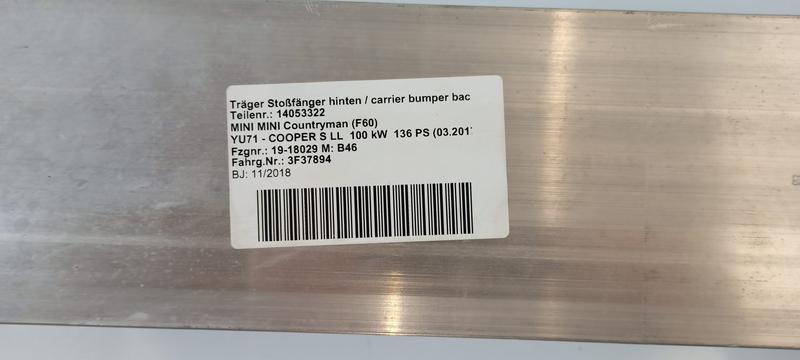 Träger Stoßfänger hinten / carrier bumper bac
Teilenr.: 14053322
MINI MINI Countryman (F60)
YU71 - COOPER S LL 100 kW 136 PS (03.201
Fzgnr.: 19-18029 M: B46
Fahrg.Nr.: 3F37894
BJ: 11/2018